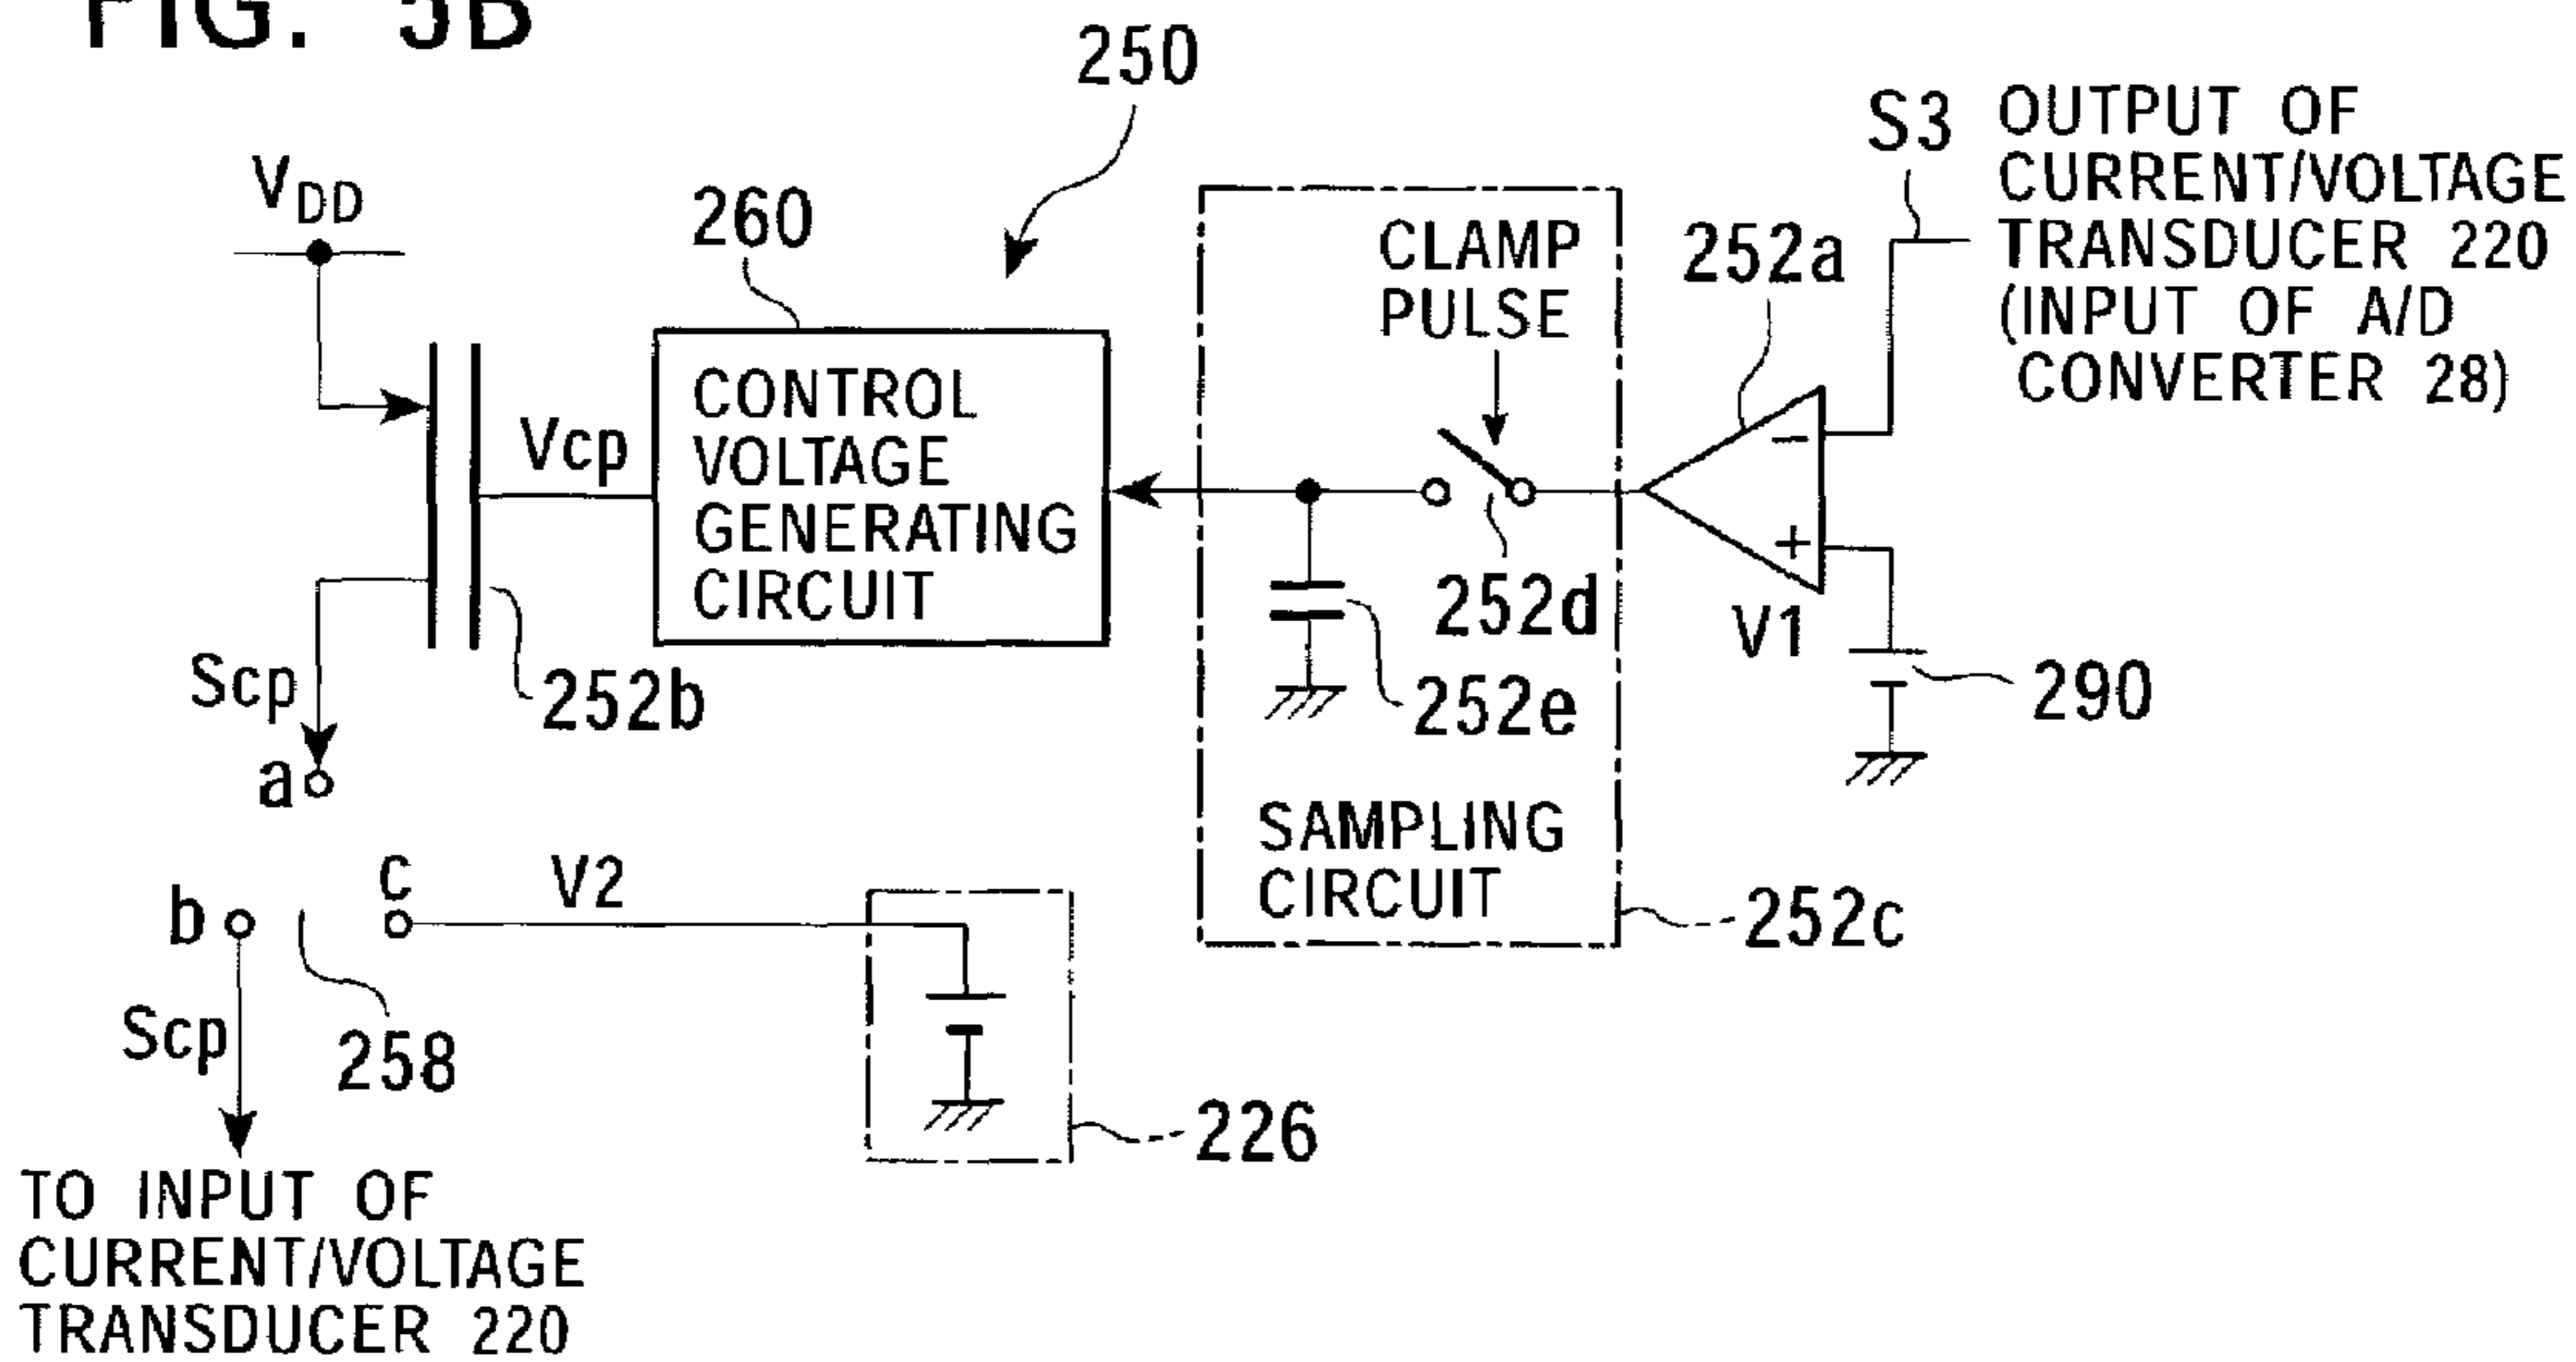 FIG. 5B
250
S3
OUTPUT OF
CURRENT/VOLTAGE
TRANSDUCER 220
(INPUT OF A/D
CONVERTER 28)
VDD
260
CLAMP
PULSE
252a
CONTROL
VOLTAGE
GENERATING
CIRCUIT
Vcp
−
+
252d
V1
252b
252e
290
Scp
a
SAMPLING
CIRCUIT
252c
b
c
V2
Scp
258
226
TO INPUT OF
CURRENT/VOLTAGE
TRANSDUCER 220